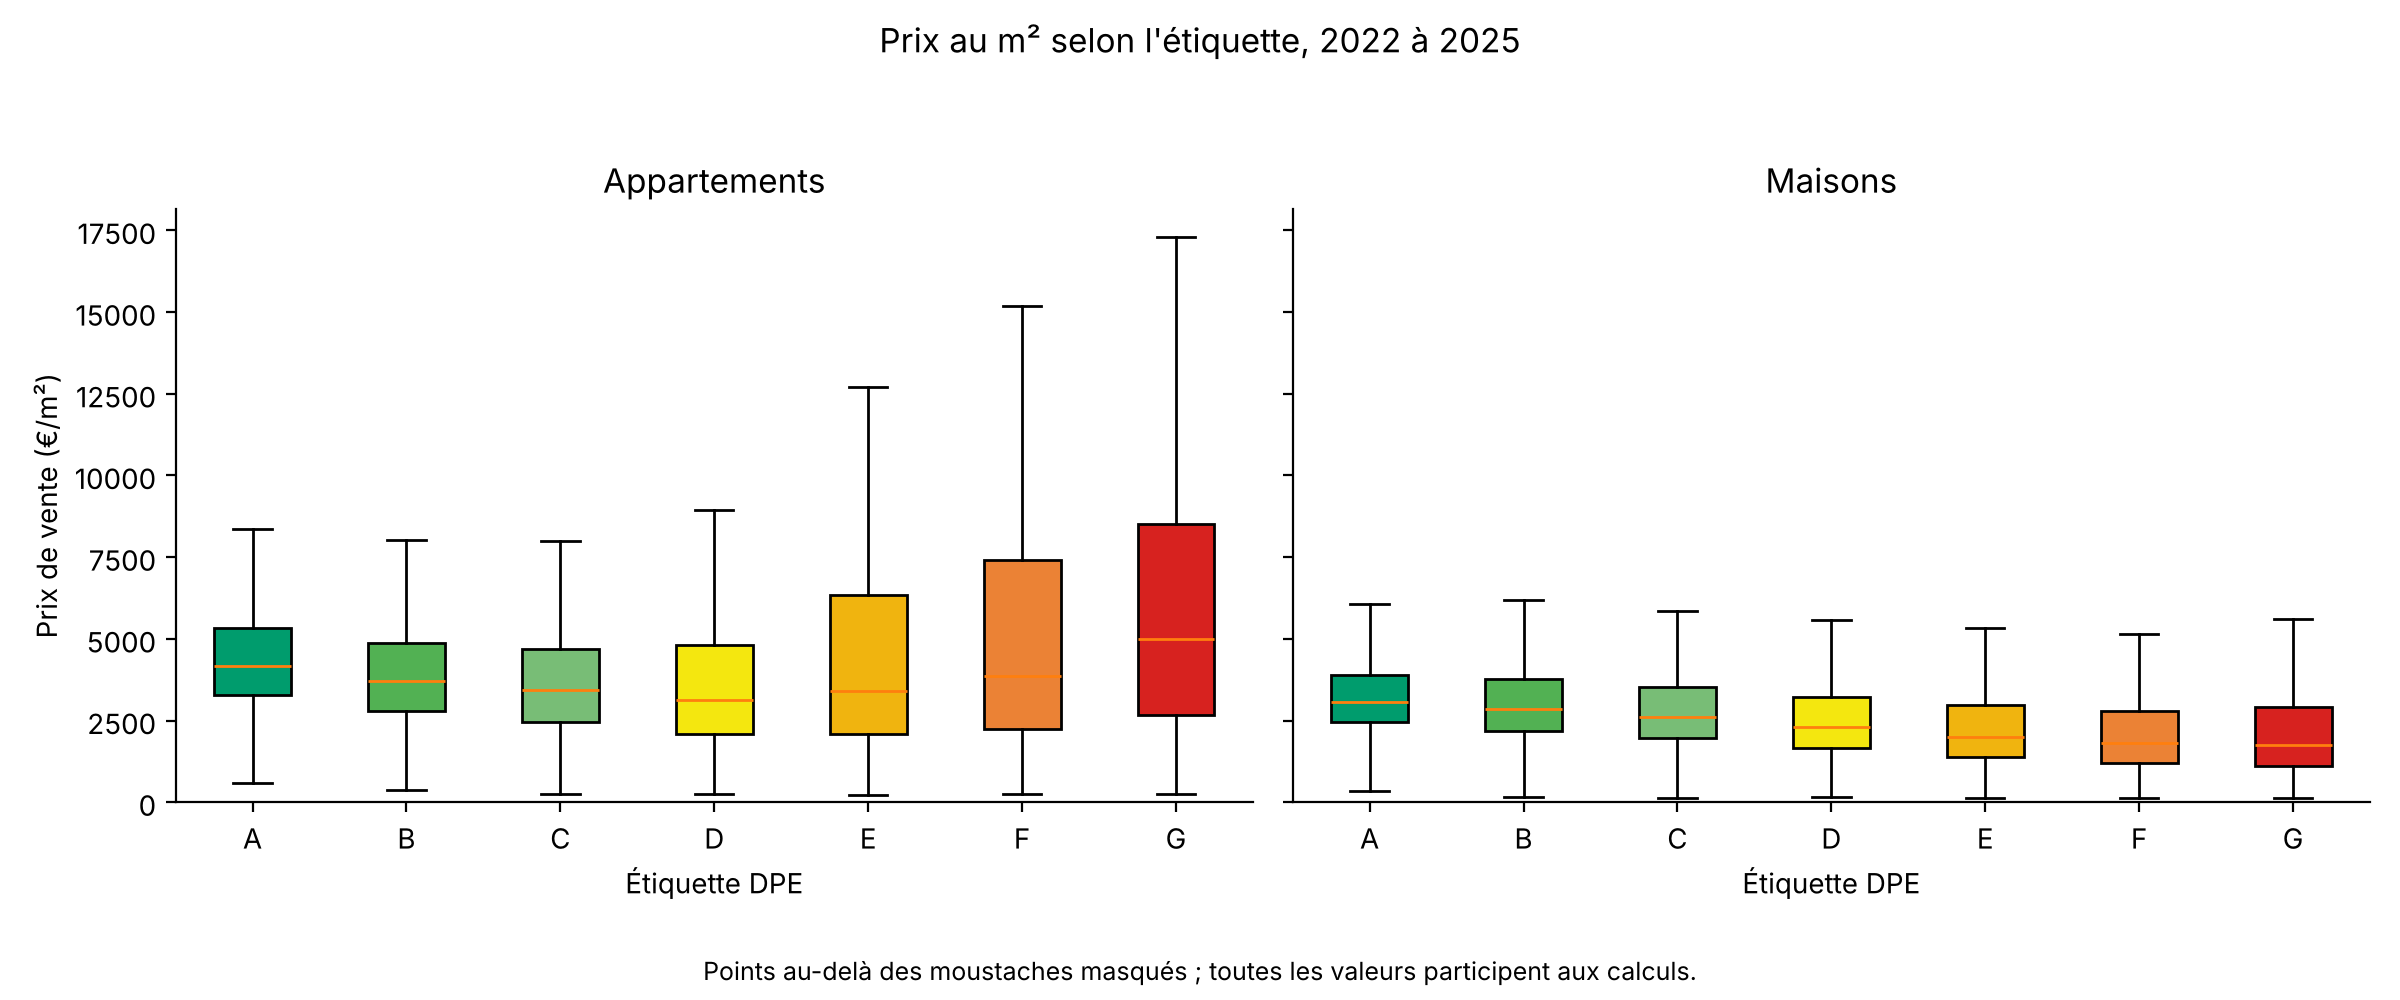 Prix au m² selon l'étiquette, 2022 à 2025
Appartements
Maisons
Prix de vente (€/m²)
17500
15000
12500
10000
7500
5000
2500
0
A B C D E F G
A B C D E F G
Étiquette DPE
Étiquette DPE
Points au-delà des moustaches masqués ; toutes les valeurs participent aux calculs.